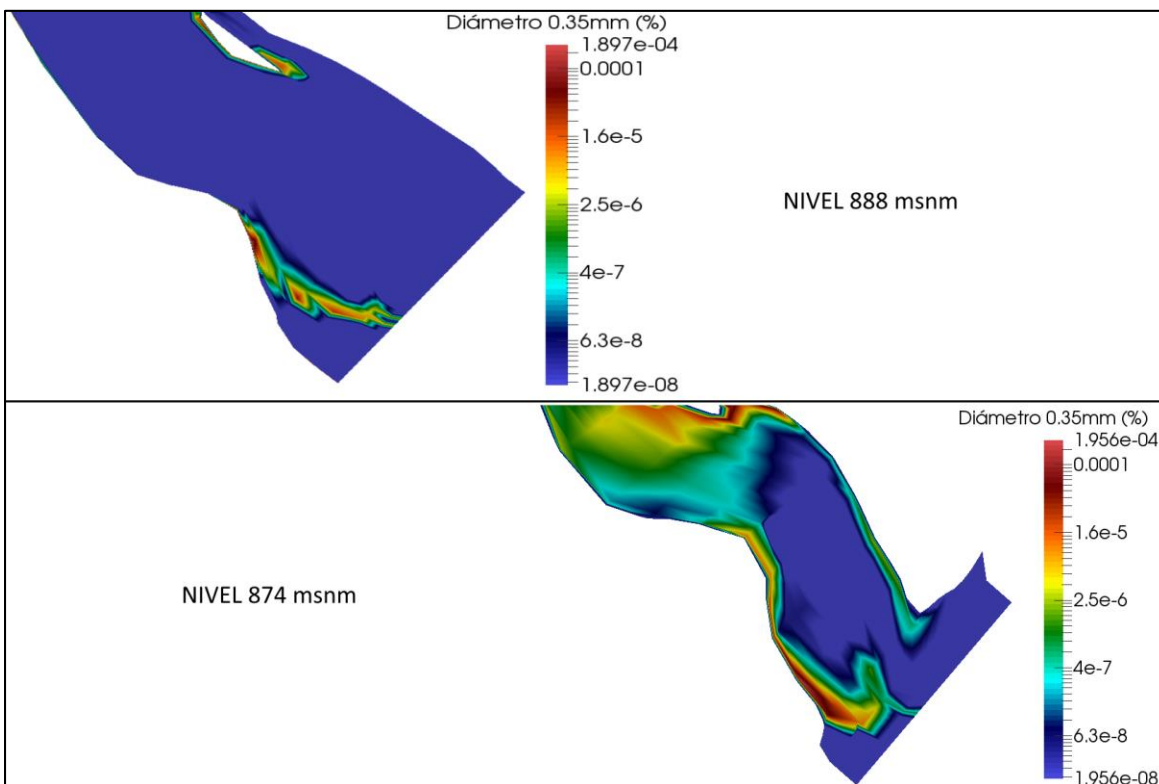 Diámetro 0.35mm (%)
1.897e-04
0.0001
1.6e-5
2.5e-6
4e-7
6.3e-8
1.897e-08
NIVEL 888 msnm
Diámetro 0.35mm (%)
1.956e-04
0.0001
1.6e-5
2.5e-6
4e-7
6.3e-8
1.956e-08
NIVEL 874 msnm